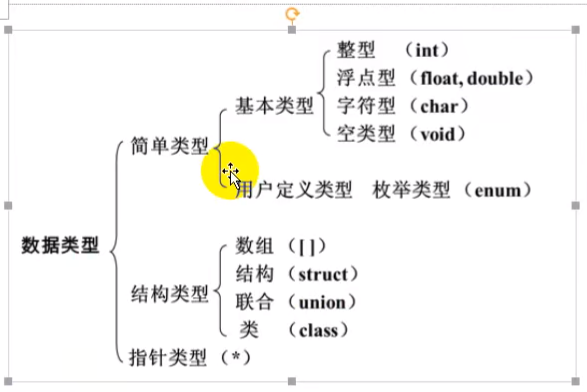 整型 （int）
浮点型（float, double）
基本类型
字符型（char）
空类型（void）
简单类型
用户定义类型 枚举类型（enum）
数据类型
数组（[]）
结构（struct）
结构类型
联合（union）
类 （class）
指针类型（*）